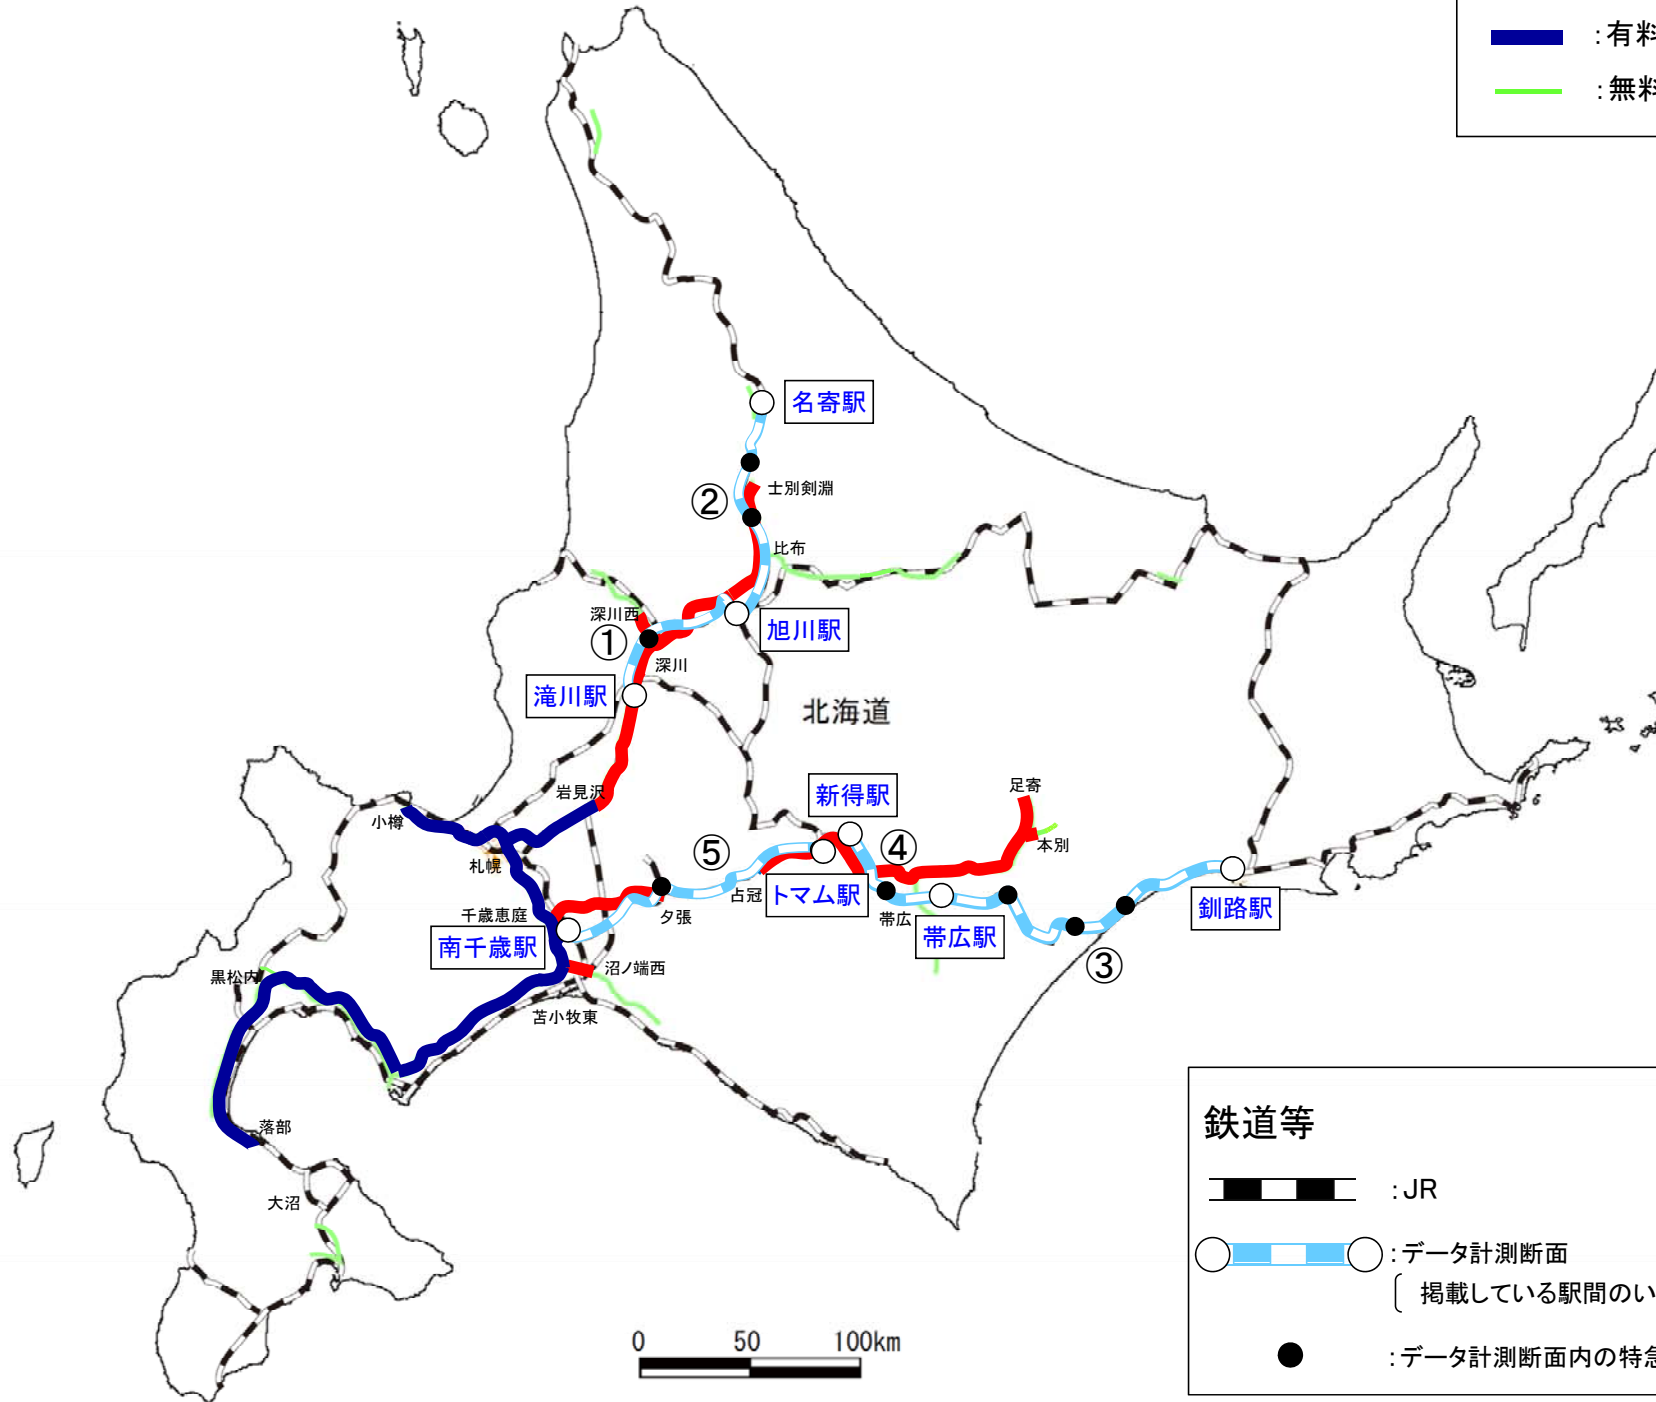 :有料
:無料
名寄駅
②
士別剣淵
比布
深川西
①
旭川駅
深川
滝川駅
北海道
岩見沢
小樽
札幌
新得駅
足寄
⑤
④
本別
占冠
トマム駅
夕張
千歳恵庭
帯広
帯広駅
釧路駅
南千歳駅
③
沼ノ端西
黒松内
苫小牧東
落部
大沼
鉄道等
:JR
:データ計測断面
掲載している駅間のい
:データ計測断面内の特急
0 50 100km